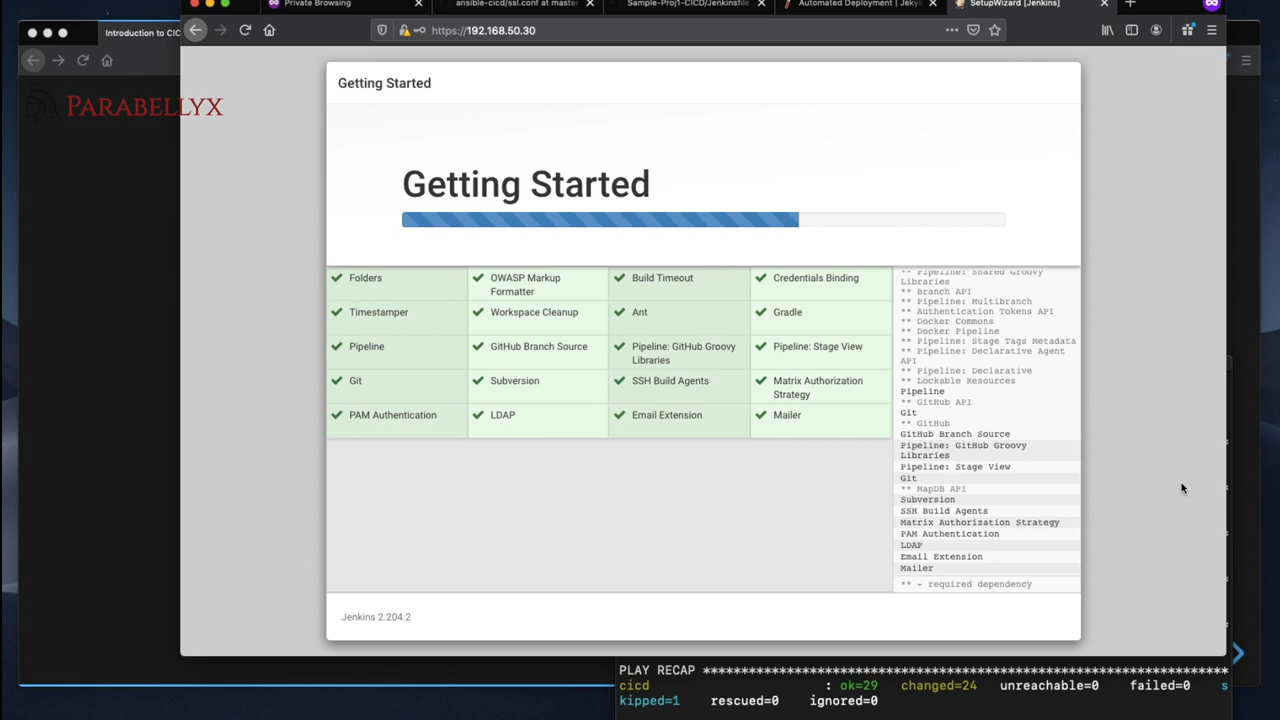 Private Browsing
ansible-cicd/ssl.conf at master
Sample-Proj1-CICD/Jenkinsfile
Automated Deployment | Jekyll
SetupWizard [Jenkins]
Introduction to CIC
https://192.168.50.30
PARABELLYX
Getting Started
Getting Started
Folders
OWASP Markup
Formatter
Build Timeout
Credentials Binding
Timestamper
Workspace Cleanup
Ant
Gradle
Pipeline
GitHub Branch Source
Pipeline: GitHub Groovy
Libraries
Pipeline: Stage View
Git
Subversion
SSH Build Agents
Matrix Authorization
Strategy
PAM Authentication
LDAP
Email Extension
Mailer
** Pipeline: Shared Groovy
Libraries
** Branch API
** Pipeline: Multibranch
** Authentication Tokens API
** Docker Commons
** Docker Pipeline
** Pipeline: Stage Tags Metadata
** Pipeline: Declarative Agent
API
** Pipeline: Declarative
** Lockable Resources
Pipeline
** GitHub API
Git
** GitHub
GitHub Branch Source
Pipeline: GitHub Groovy
Libraries
Pipeline: Stage View
Git
** MapDB API
Subversion
SSH Build Agents
Matrix Authorization Strategy
PAM Authentication
LDAP
Email Extension
Mailer
** - required dependency
Jenkins 2.204.2
PLAY RECAP *********************************************************************
cicd : ok=29 changed=24 unreachable=0 failed=0 s
kipped=1 rescued=0 ignored=0